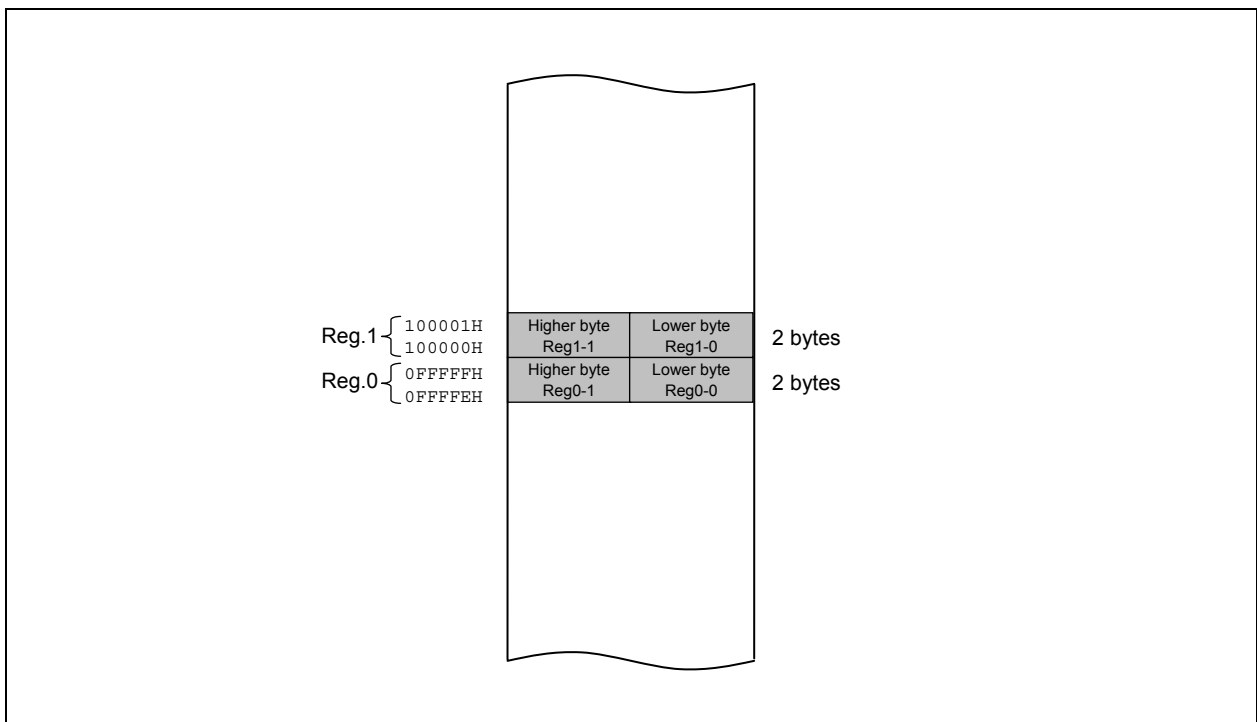 Reg.1
100001H
100000H
Higher byte
Reg1-1
Lower byte
Reg1-0
2 bytes
Reg.0
0FFFFFH
0FFFFEH
Higher byte
Reg0-1
Lower byte
Reg0-0
2 bytes